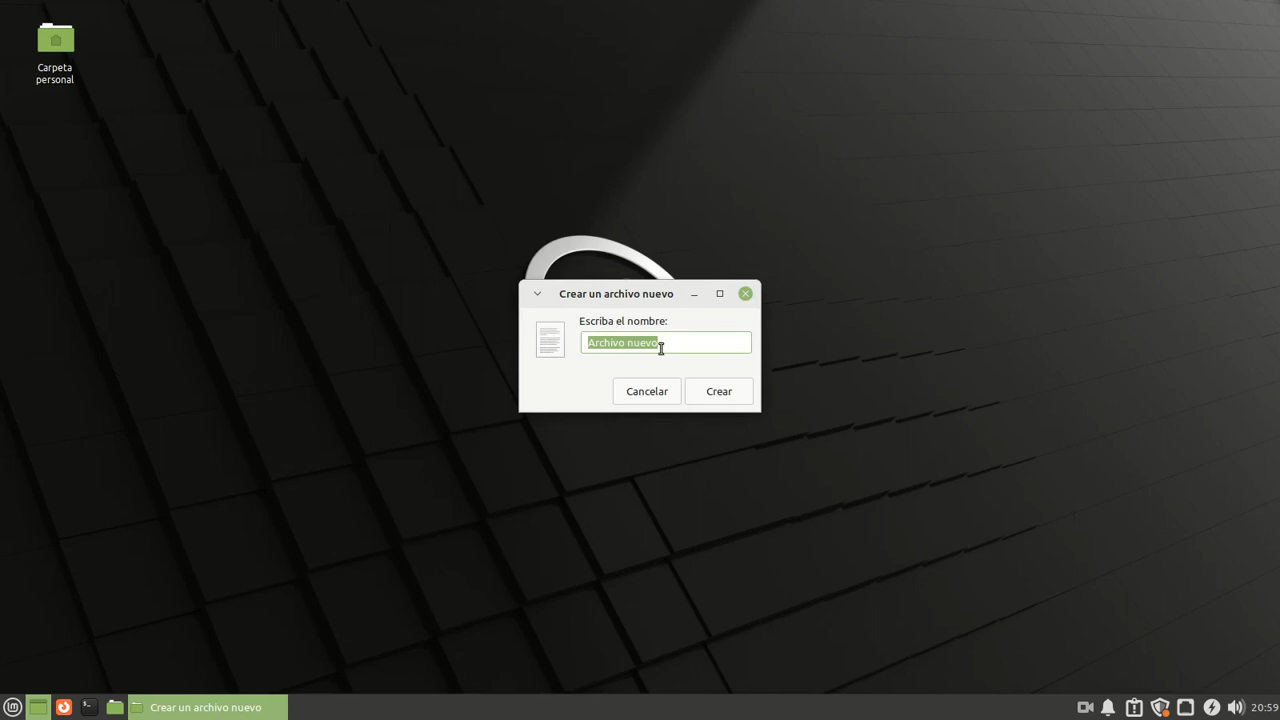 Carpeta
personal
Crear un archivo nuevo
Escriba el nombre:
Archivo nuevo
Cancelar
Crear
Crear un archivo nuevo
20:59